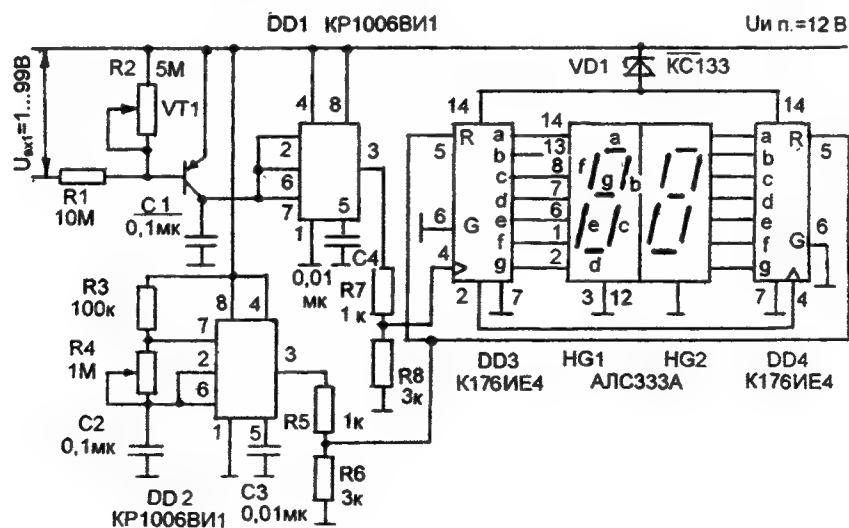 DD1 КР1006ВИ1
Uи п.=12 В
R2 5М
VT1
Uвх1=1...99В
R1
10М
C1
0,1мк
4 8
2
6
7
3
1 5
0,01
мк
C4
VD1 КС133
14 14
R a 14
5
b 13
c 8
d 7
e 6
f 1
g 2
6 G
4
2 7
a
f g b
e c
d
3 12
a R 5
b
c
d
e
f G 6
g
7 4
R3
100к
R4
1М
C2
0,1мк
8 4
7
2
6
3
1 5
R5 1к
R6
3к
R7
1к
R8
3к
C3
0,01мк
DD2
КР1006ВИ1
DD3 HG1 HG2 DD4
К176ИЕ4 АЛС333А К176ИЕ4